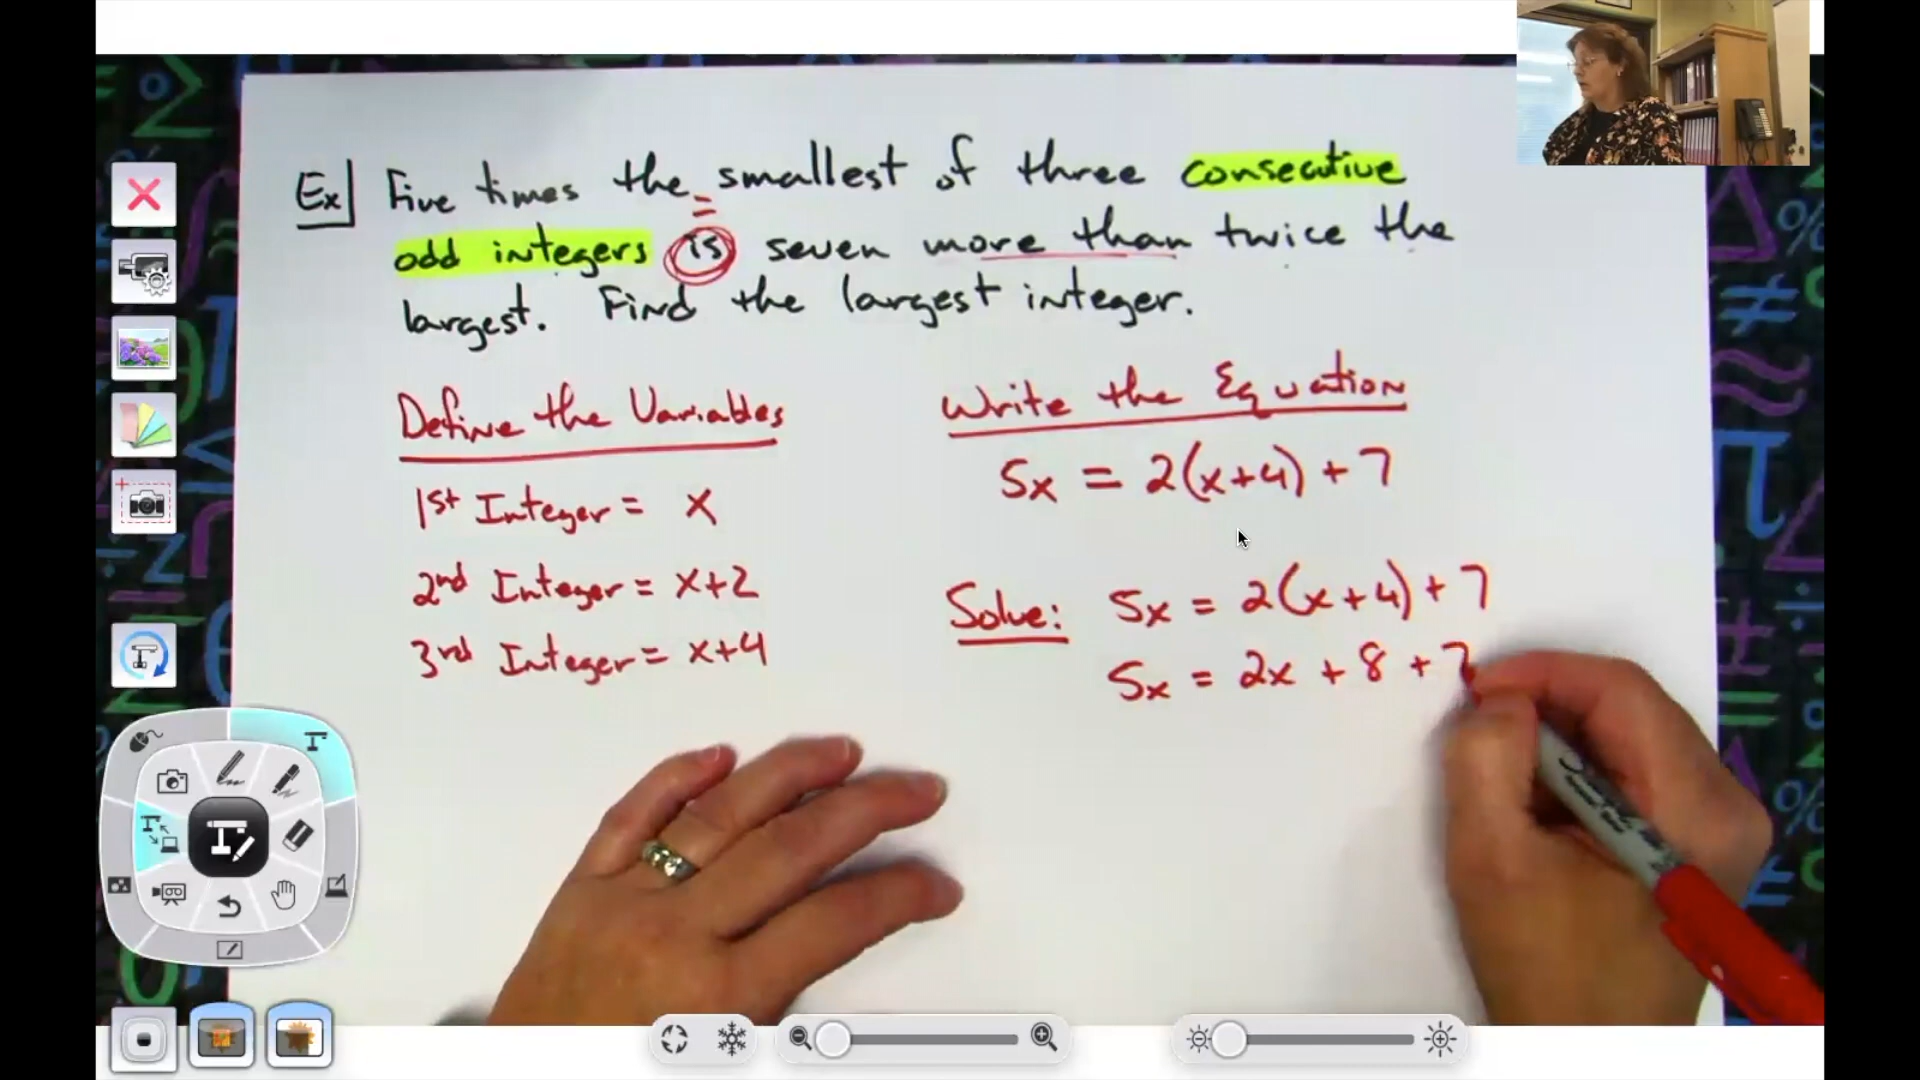 Ex Five times the smallest of three consecutive
=
odd integers is seven more than twice the
largest. Find the largest integer.
Define the Variables
1st Integer = x
2nd Integer = x+2
3rd Integer = x+4
Write the Equation
5x = 2(x+4) + 7
Solve: 5x = 2(x+4) + 7
5x = 2x + 8 + 7